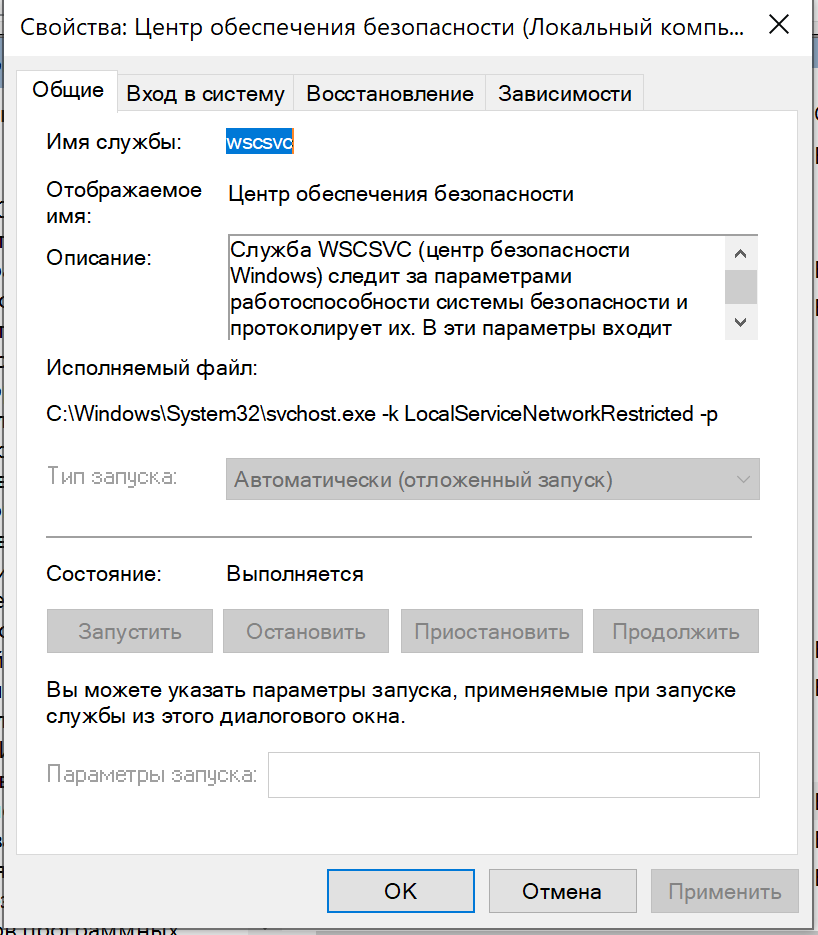 Свойства: Центр обеспечения безопасности (Локальный компь...
Общие
Вход в систему
Восстановление
Зависимости
Имя службы:
wscsvc
Отображаемое
имя:
Центр обеспечения безопасности
Описание:
Служба WSCSVC (центр безопасности
Windows) следит за параметрами
работоспособности системы безопасности и
протоколирует их. В эти параметры входит
Исполняемый файл:
C:\Windows\System32\svchost.exe -k LocalServiceNetworkRestricted -p
Тип запуска:
Автоматически (отложенный запуск)
Состояние:
Выполняется
Запустить
Остановить
Приостановить
Продолжить
Вы можете указать параметры запуска, применяемые при запуске
службы из этого диалогового окна.
Параметры запуска:
ОК
Отмена
Применить